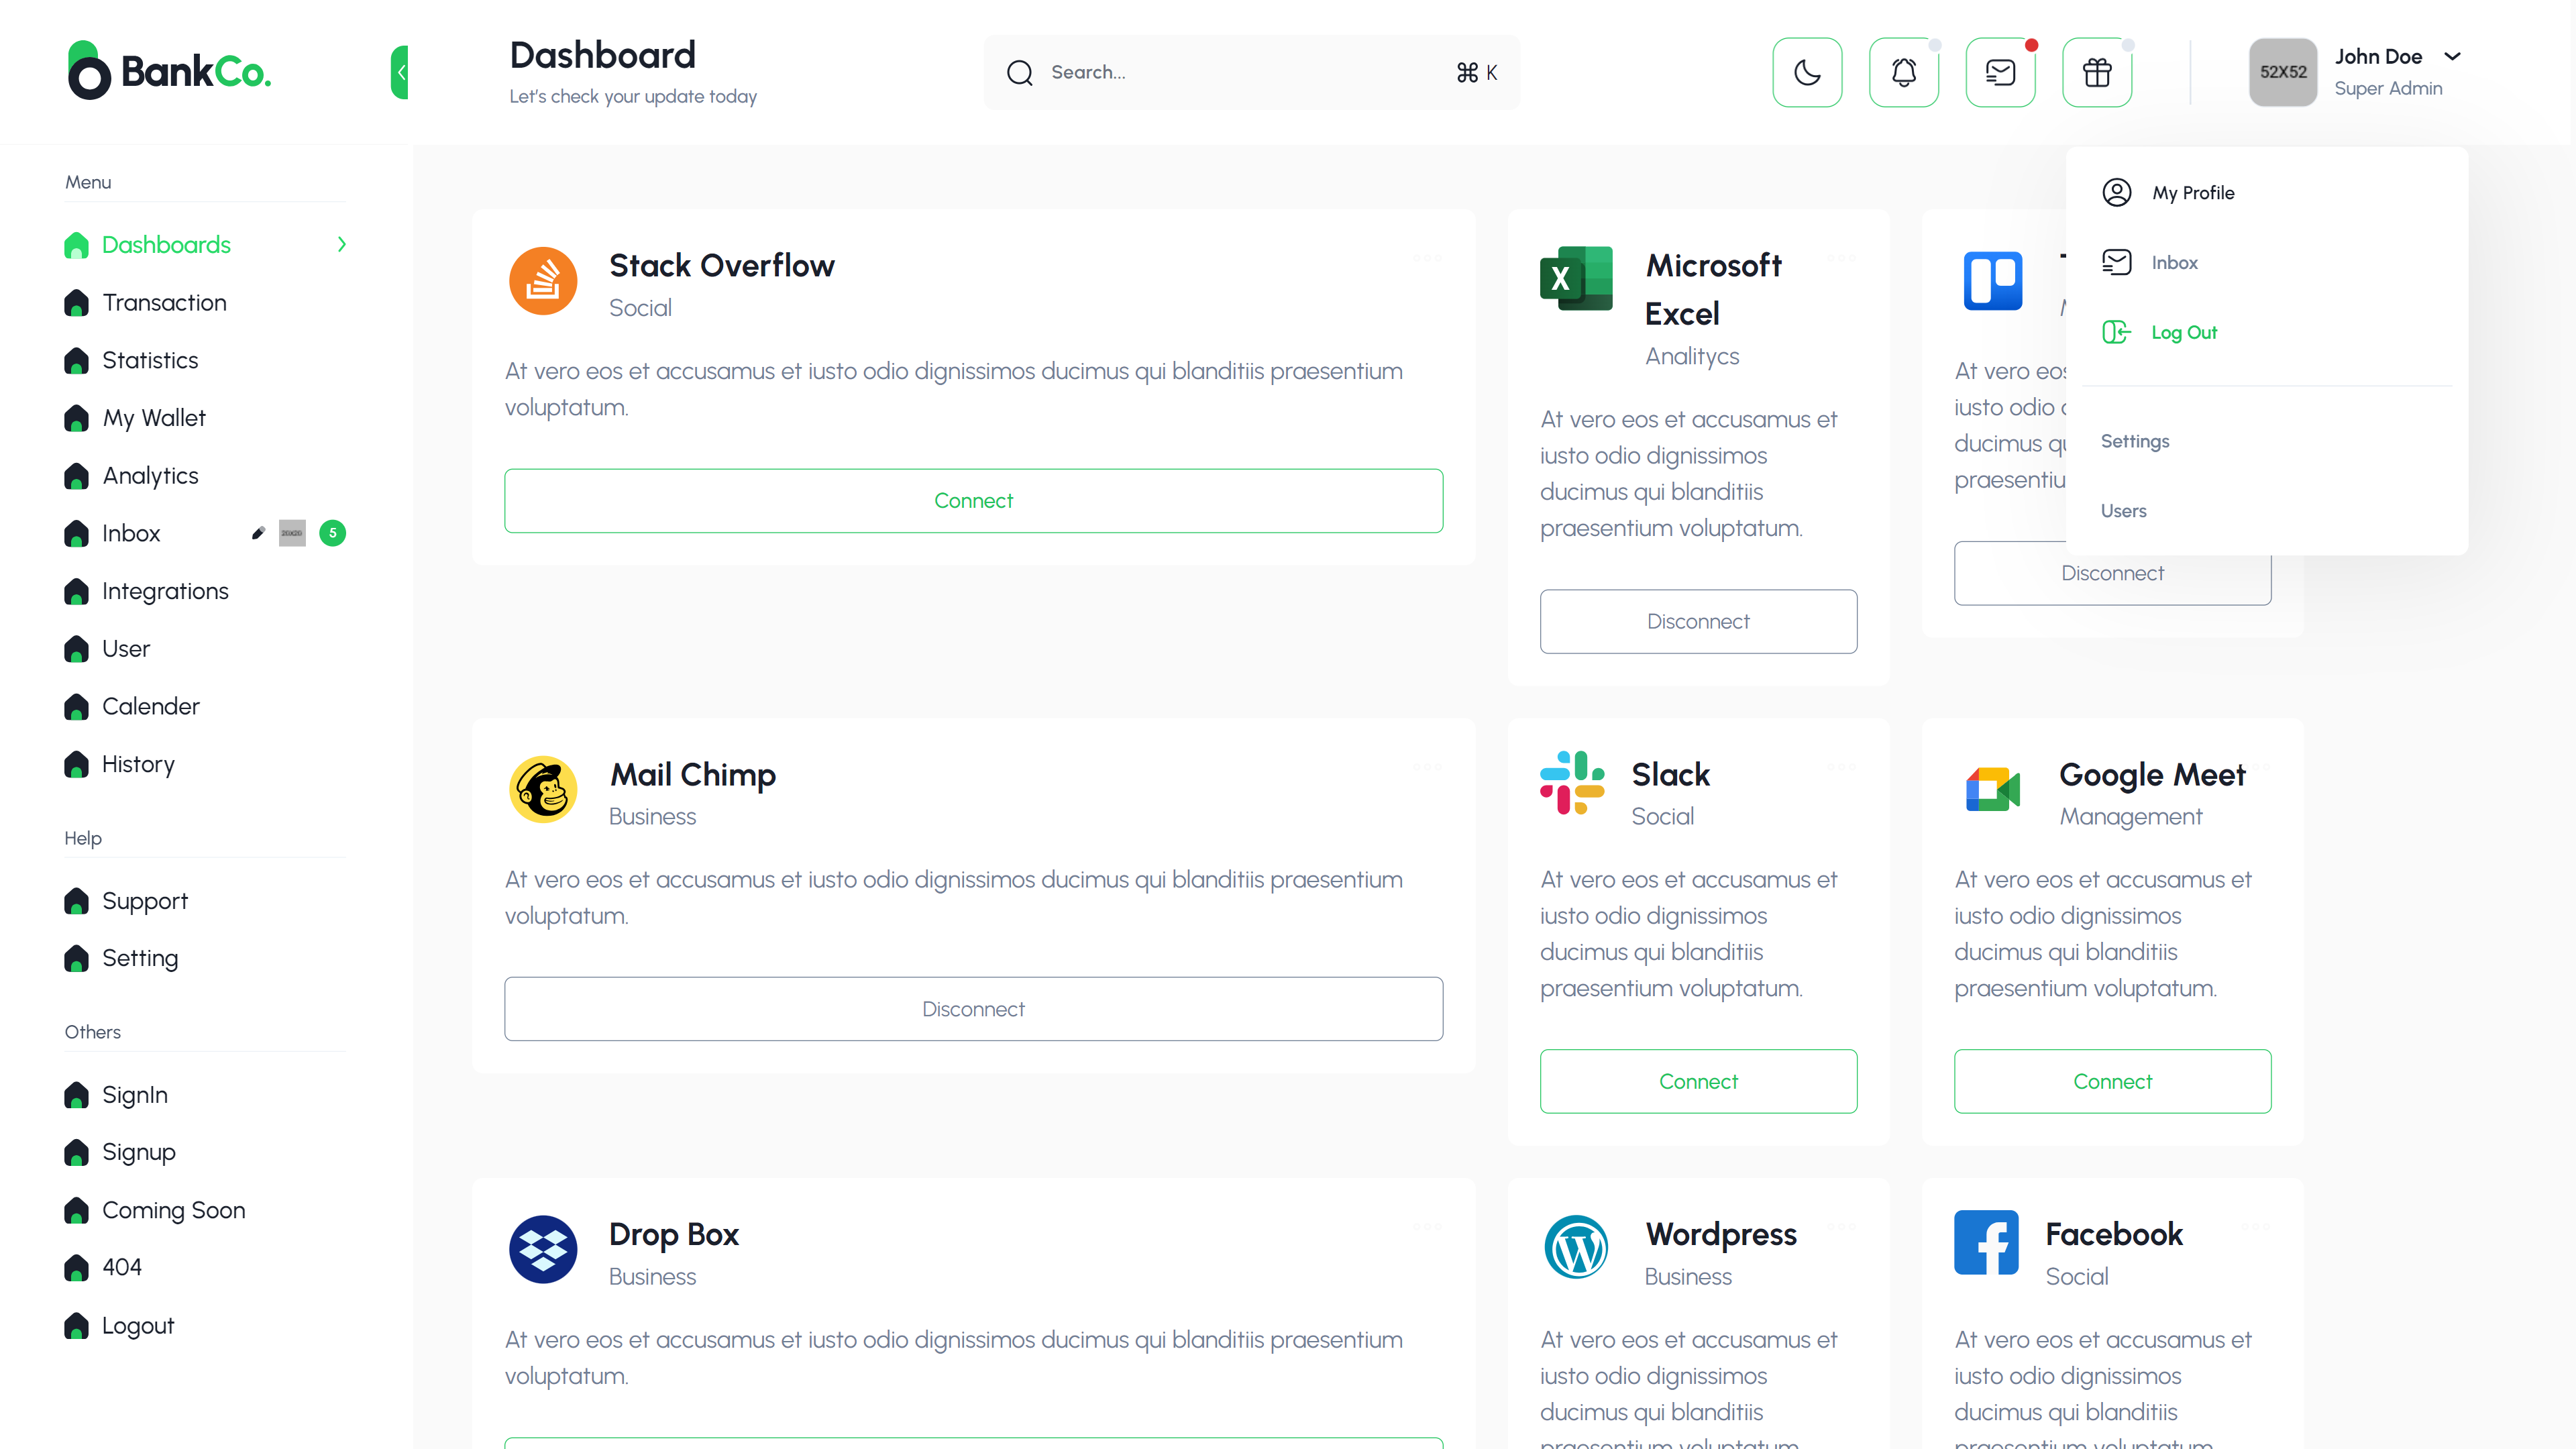 BankCo.
Dashboard
Let's check your update today
Search...
⌘ K
52X52
John Doe
Super Admin
Menu
Dashboards
Transaction
Statistics
My Wallet
Analytics
Inbox
5
Integrations
User
Calender
History
Help
Support
Setting
Others
SignIn
Signup
Coming Soon
404
Logout
Stack Overflow
Social
At vero eos et accusamus et iusto odio dignissimos ducimus qui blanditiis praesentium
voluptatum.
Connect
Microsoft
Excel
Analitycs
At vero eos et accusamus et
iusto odio dignissimos
ducimus qui blanditiis
praesentium voluptatum.
Disconnect
At vero eos
iusto odio
ducimus qu
praesentiu
Disconnect
My Profile
Inbox
Log Out
Settings
Users
Mail Chimp
Business
At vero eos et accusamus et iusto odio dignissimos ducimus qui blanditiis praesentium
voluptatum.
Disconnect
Slack
Social
At vero eos et accusamus et
iusto odio dignissimos
ducimus qui blanditiis
praesentium voluptatum.
Connect
Google Meet
Management
At vero eos et accusamus et
iusto odio dignissimos
ducimus qui blanditiis
praesentium voluptatum.
Connect
Drop Box
Business
At vero eos et accusamus et iusto odio dignissimos ducimus qui blanditiis praesentium
voluptatum.
Wordpress
Business
At vero eos et accusamus et
iusto odio dignissimos
ducimus qui blanditiis
praesentium voluptatum.
Facebook
Social
At vero eos et accusamus et
iusto odio dignissimos
ducimus qui blanditiis
praesentium voluptatum.